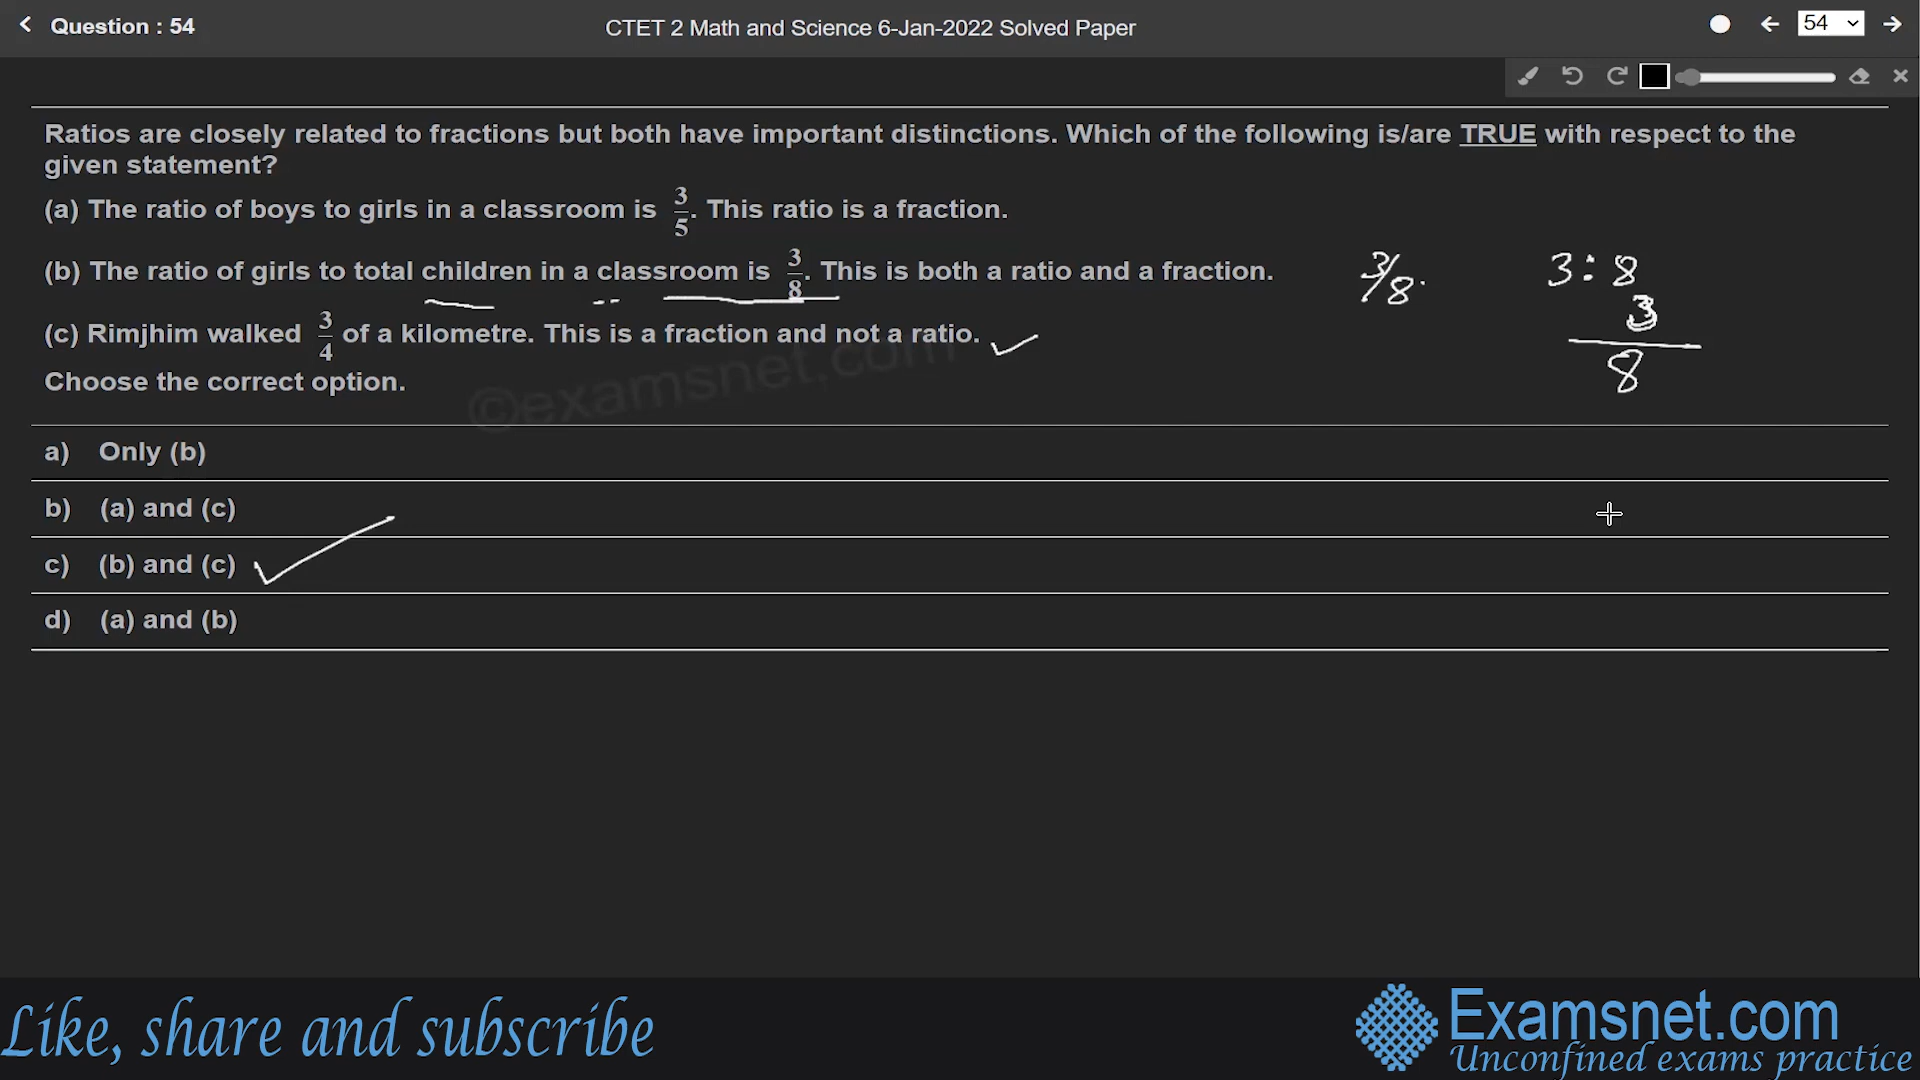 Question : 54
CTET 2 Math and Science 6-Jan-2022 Solved Paper
54
Ratios are closely related to fractions but both have important distinctions. Which of the following is/are TRUE with respect to the
given statement?
(a) The ratio of boys to girls in a classroom is 3/5. This ratio is a fraction.
(b) The ratio of girls to total children in a classroom is 3/8. This is both a ratio and a fraction.
3/8.
3 : 8
3
8
(c) Rimjhim walked 3/4 of a kilometre. This is a fraction and not a ratio.
Choose the correct option.
©examsnet.com
a) Only (b)
b) (a) and (c)
c) (b) and (c)
d) (a) and (b)
Like, share and subscribe
Examsnet.com
Unconfined exams practice